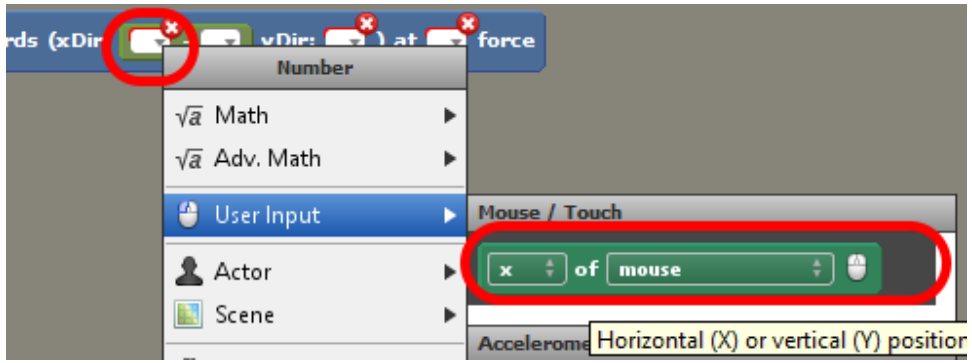 rds (xDir: - yDir: ) at force
Number
√a Math
√a Adv. Math
User Input
Mouse / Touch
x of mouse
Actor
Scene
Accelerome
Horizontal (X) or vertical (Y) position